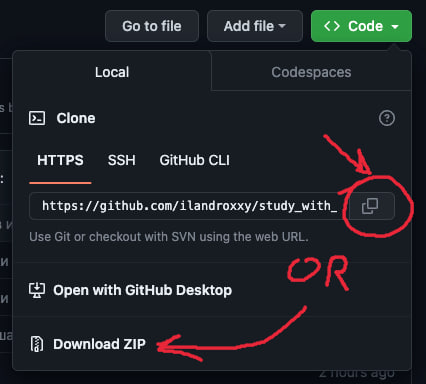 Go to file
Add file
<> Code
Local
Codespaces
Clone
HTTPS
SSH
GitHub CLI
https://github.com/ilandroxxy/study_with_
Use Git or checkout with SVN using the web URL.
OR
Open with GitHub Desktop
Download ZIP
2 hours ago